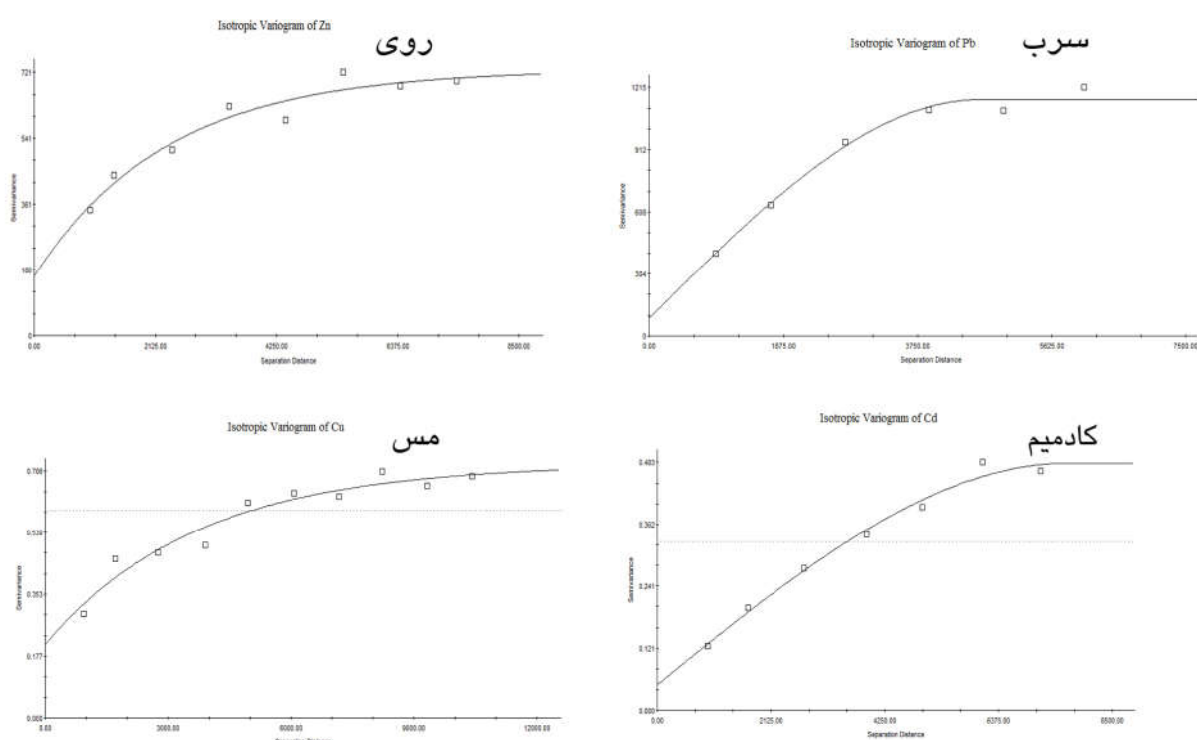 Isotropic Variogram of Zn
روی
721
541
361
180
0
Semivariance
0.00 2125.00 4250.00 6375.00 8500.00
Separation Distance
Isotropic Variogram of Pb
سرب
1215
912
608
304
0
Semivariance
0.00 1875.00 3750.00 5625.00 7500.00
Separation Distance
Isotropic Variogram of Cu
مس
0.706
0.530
0.353
0.177
0.000
Semivariance
0.00 3000.00 6000.00 9000.00 12000.00
Separation Distance
Isotropic Variogram of Cd
کادمیم
0.483
0.362
0.241
0.121
0.000
Semivariance
0.00 2125.00 4250.00 6375.00 8500.00
Separation Distance